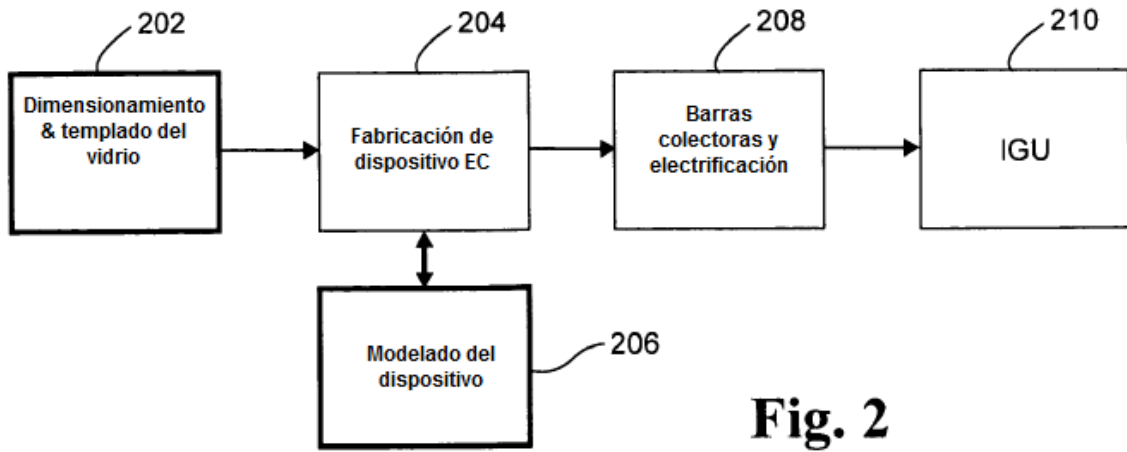 202
204
208
210
Dimensionamiento
& templado del
vidrio
Fabricación de
dispositivo EC
Barras
colectoras y
electrificación
IGU
Modelado del
dispositivo
206
Fig. 2